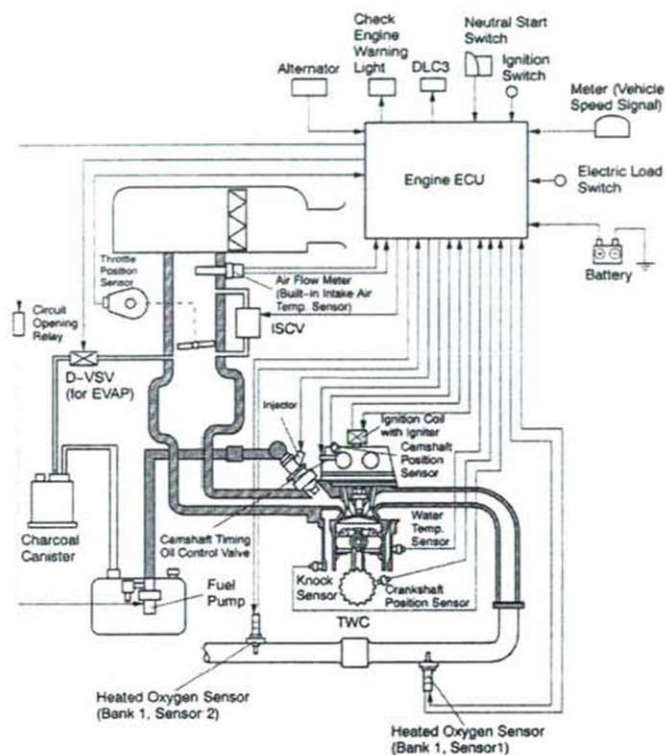 Check
Engine
Warning
Light
Neutral Start
Switch
Ignition
Switch
Alternator
DLC3
Meter (Vehicle
Speed Signal)
Engine ECU
Electric Load
Switch
Battery
Throttle
Position
Sensor
Air Flow Meter
(Built-in Intake Air
Temp. Sensor)
ISCV
Circuit
Opening
Relay
D-VSV
(for EVAP)
Injector
Ignition Coil
with Igniter
Camshaft
Position
Sensor
Charcoal
Canister
Camshaft Timing
Oil Control Valve
Water
Temp.
Sensor
Fuel
Pump
Knock
Sensor
Crankshaft
Position Sensor
TWC
Heated Oxygen Sensor
(Bank 1, Sensor 2)
Heated Oxygen Sensor
(Bank 1, Sensor1)